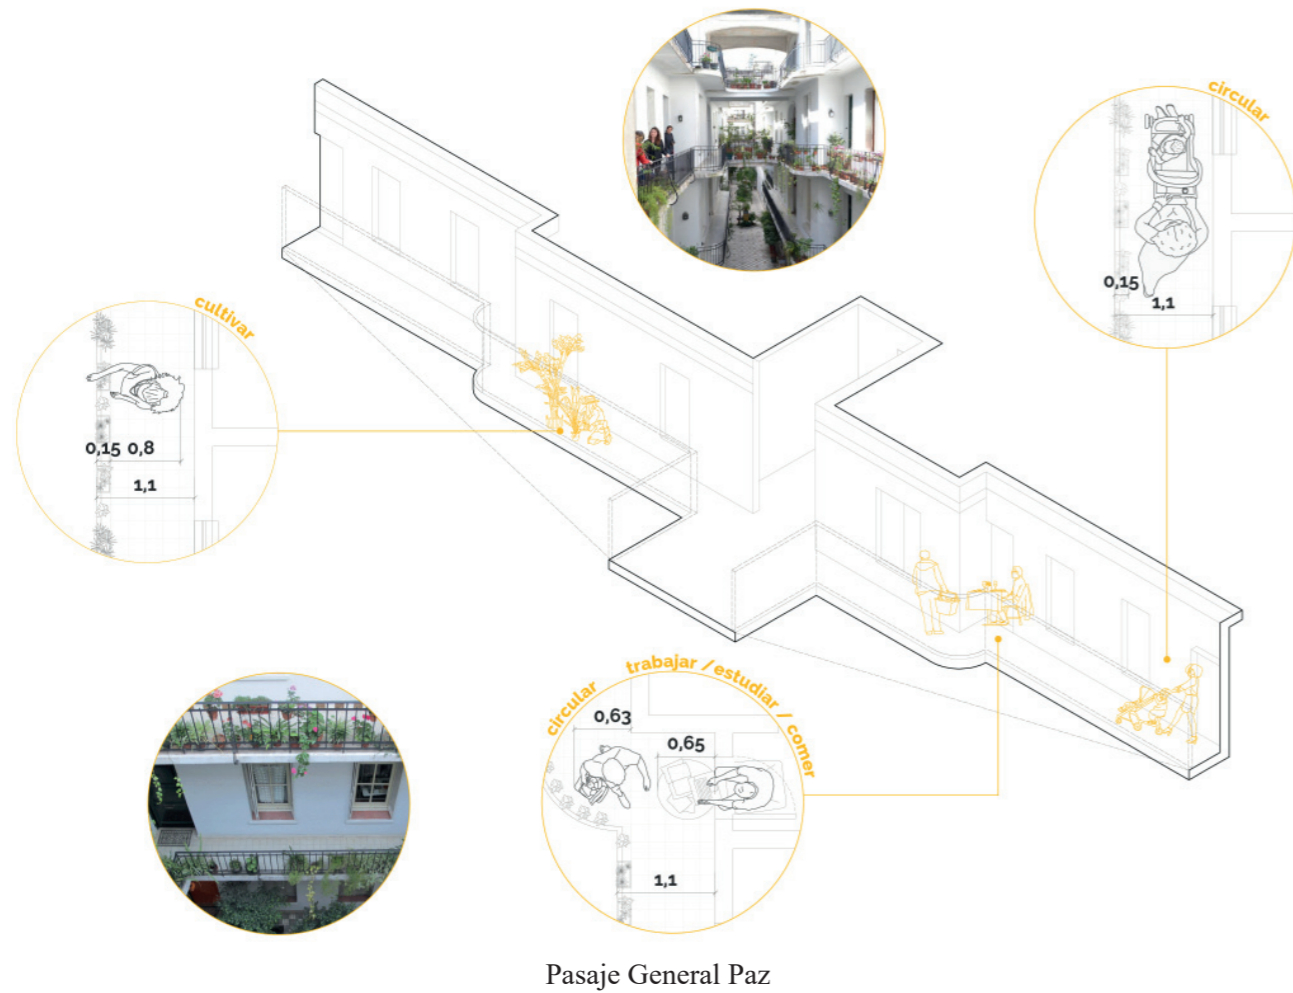 circular
0,15
1,1
cultivar
0,15 0,8
1,1
circular
trabajar / estudiar / comer
0,63
0,65
1,1
Pasaje General Paz